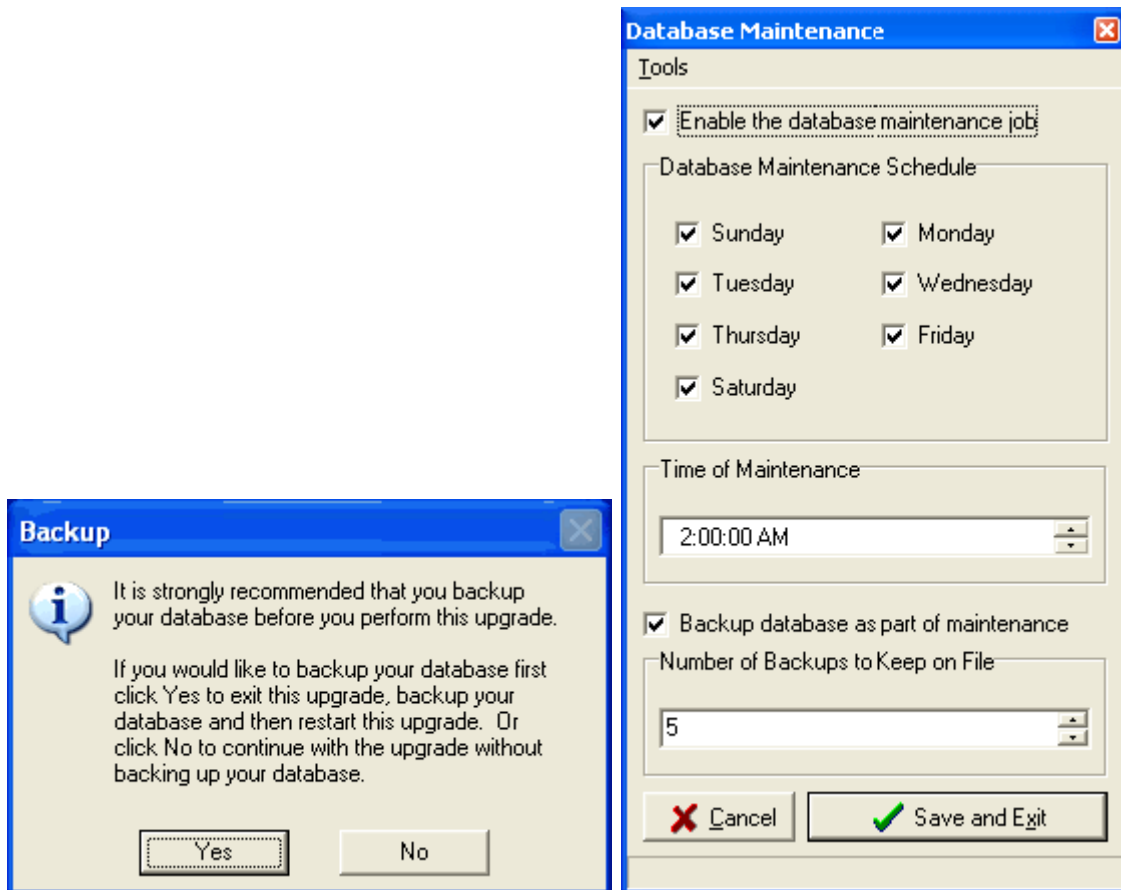 Backup
It is strongly recommended that you backup
your database before you perform this upgrade.
If you would like to backup your database first
click Yes to exit this upgrade, backup your
database and then restart this upgrade. Or
click No to continue with the upgrade without
backing up your database.
Yes No
Database Maintenance
Tools
Enable the database maintenance job
Database Maintenance Schedule
Sunday Monday
Tuesday Wednesday
Thursday Friday
Saturday
Time of Maintenance
2:00:00 AM
Backup database as part of maintenance
Number of Backups to Keep on File
5
Cancel Save and Exit